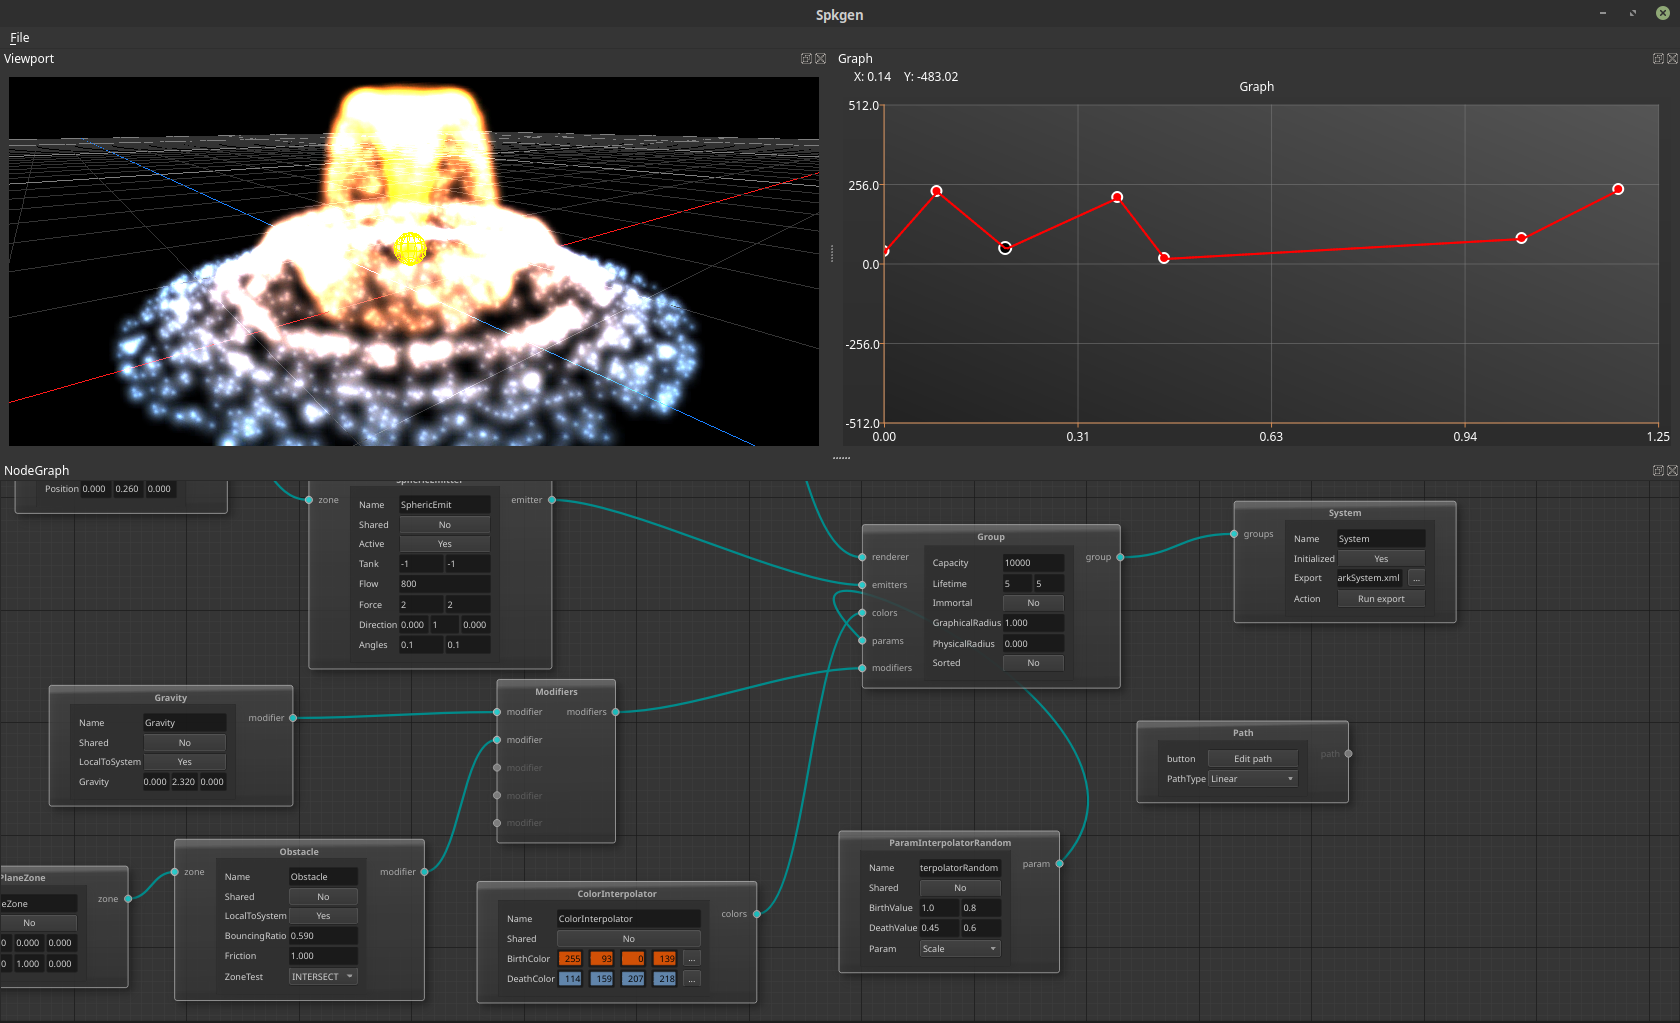 Spkgen
File
Viewport
Graph
X: 0.14 Y: -483.02
Graph
512.0
256.0
0.0
-256.0
-512.0
0.00 0.31 0.63 0.94 1.25
NodeGraph
Position 0.000 0.260 0.000
SphericEmitter
zone
emitter
Name SphericEmit
Shared No
Active Yes
Tank -1 -1
Flow 800
Force 2 2
Direction 0.000 1 0.000
Angles 0.1 0.1
Group
renderer
emitters
colors
params
modifiers
group
Capacity 10000
Lifetime 5 5
Immortal No
GraphicalRadius 1.000
PhysicalRadius 0.000
Sorted No
System
groups
Name System
Initialized Yes
Export arkSystem.xml ...
Action Run export
Gravity
modifier
Name Gravity
Shared No
LocalToSystem Yes
Gravity 0.000 2.320 0.000
Modifiers
modifier modifiers
modifier
modifier
modifier
modifier
Path
path
button Edit path
PathType Linear
PlaneZone
zone
eZone
No
0 0.000 0.000
0 1.000 0.000
Obstacle
zone
modifier
Name Obstacle
Shared No
LocalToSystem Yes
BouncingRatio 0.590
Friction 1.000
ZoneTest INTERSECT
ColorInterpolator
colors
Name ColorInterpolator
Shared No
BirthColor 255 93 0 139 ...
DeathColor 114 159 207 218 ...
ParamInterpolatorRandom
param
Name terpolatorRandom
Shared No
BirthValue 1.0 0.8
DeathValue 0.45 0.6
Param Scale